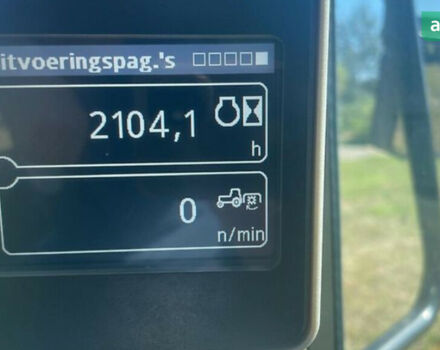 itvoeringspag.'s
2104,1
h
0
n/min
a